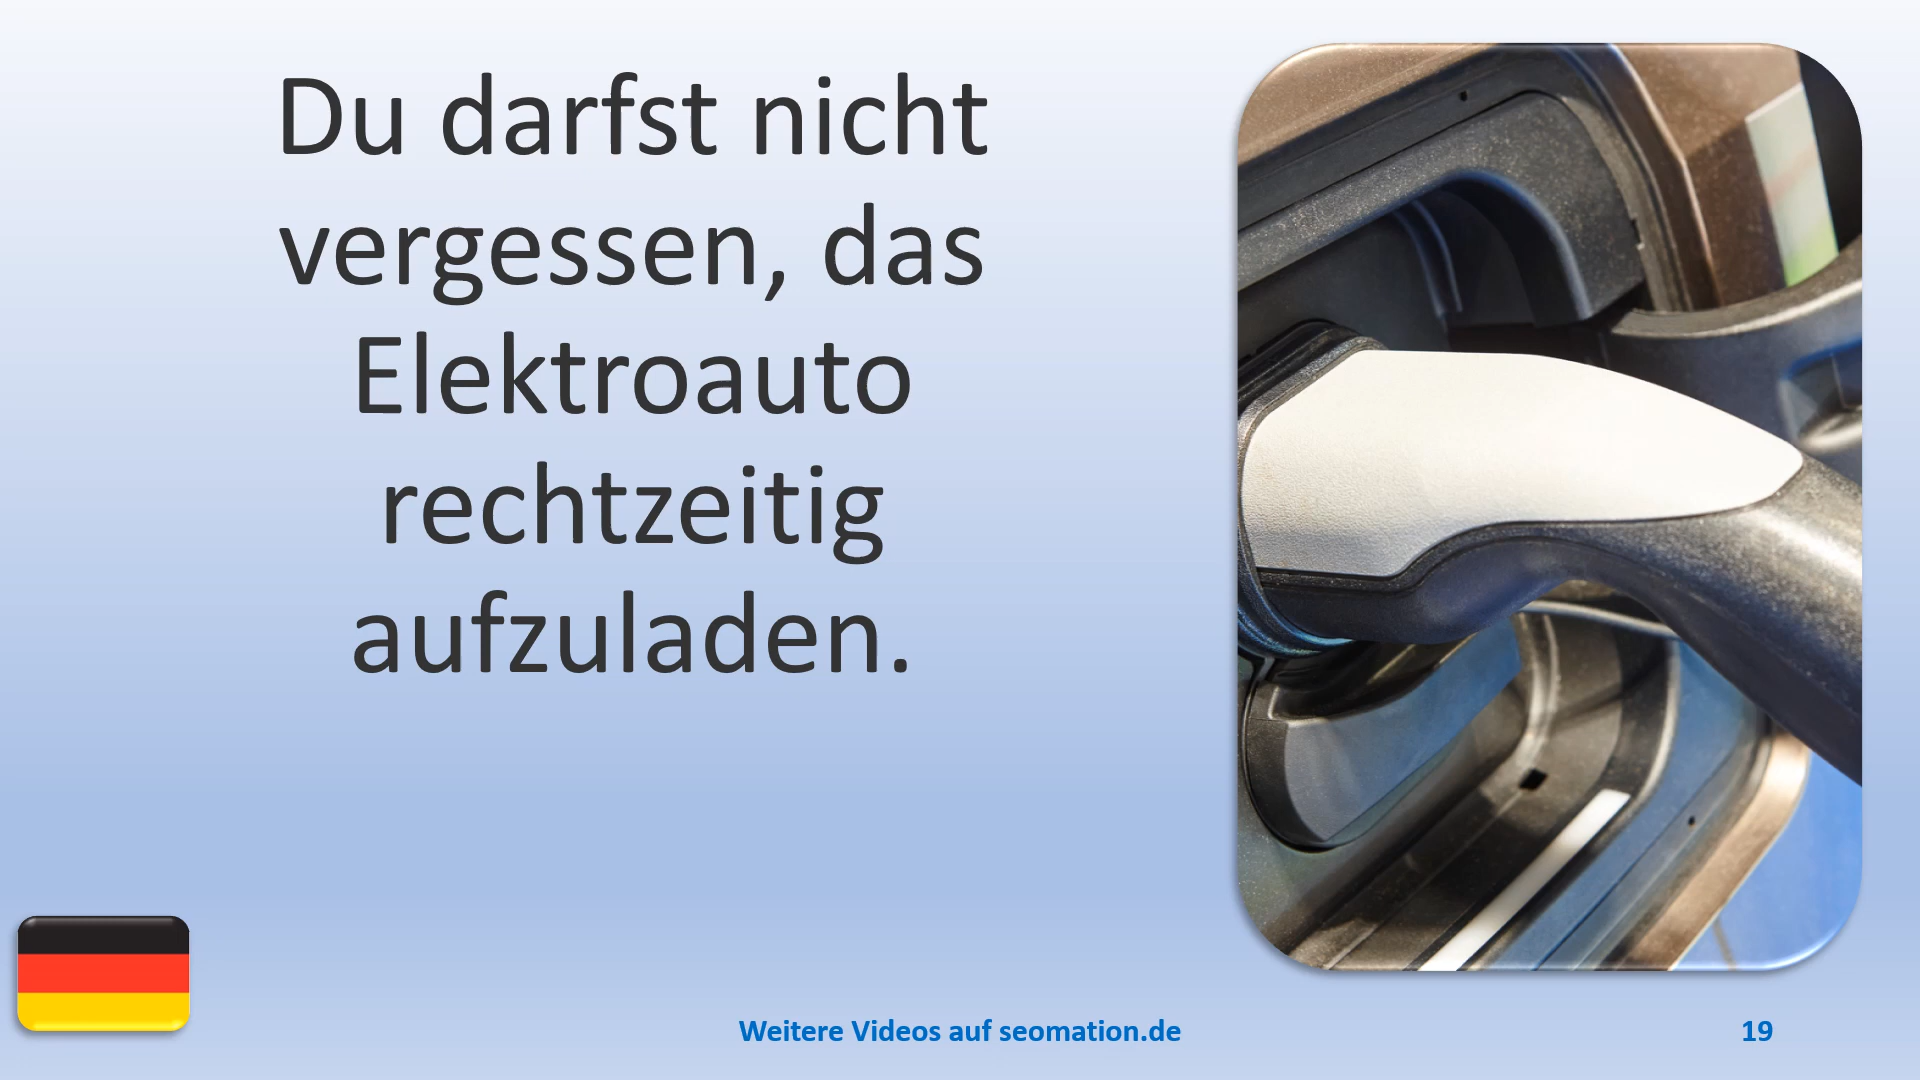 Du darfst nicht
vergessen, das
Elektroauto
rechtzeitig
aufzuladen.
Weitere Videos auf seomation.de
19